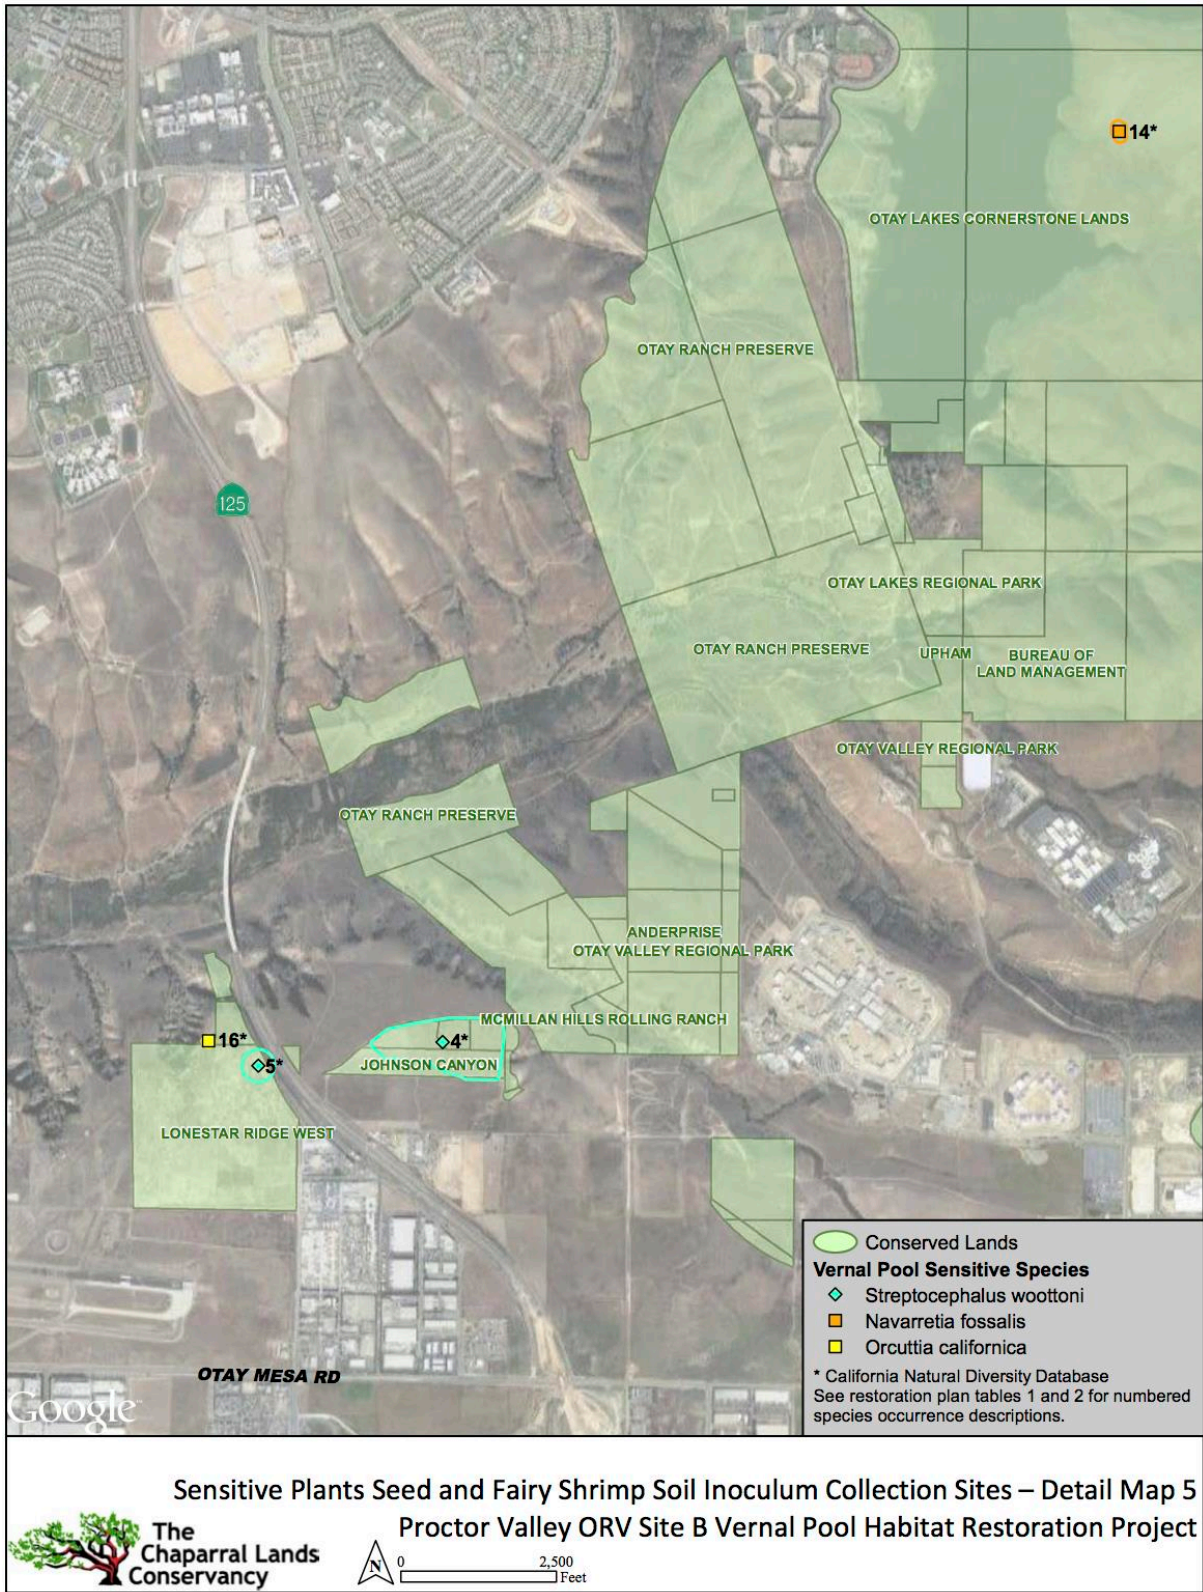 14*
OTAY LAKES CORNERSTONE LANDS
OTAY RANCH PRESERVE
125
OTAY LAKES REGIONAL PARK
OTAY RANCH PRESERVE
UPHAM
BUREAU OF
LAND MANAGEMENT
OTAY VALLEY REGIONAL PARK
OTAY RANCH PRESERVE
ANDERPRISE
OTAY VALLEY REGIONAL PARK
MCMILLAN HILLS ROLLING RANCH
16*
4*
5*
JOHNSON CANYON
LONESTAR RIDGE WEST
Conserved Lands
Vernal Pool Sensitive Species
Streptocephalus woottoni
Navarretia fossalis
Orcuttia californica
* California Natural Diversity Database
See restoration plan tables 1 and 2 for numbered
species occurrence descriptions.
OTAY MESA RD
Google
Sensitive Plants Seed and Fairy Shrimp Soil Inoculum Collection Sites – Detail Map 5
Proctor Valley ORV Site B Vernal Pool Habitat Restoration Project
The
Chaparral Lands
Conservancy
N
0 2,500
Feet